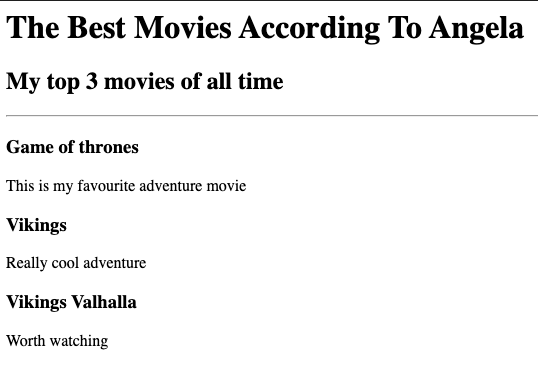 The Best Movies According To Angela
My top 3 movies of all time
Game of thrones
This is my favourite adventure movie
Vikings
Really cool adventure
Vikings Valhalla
Worth watching